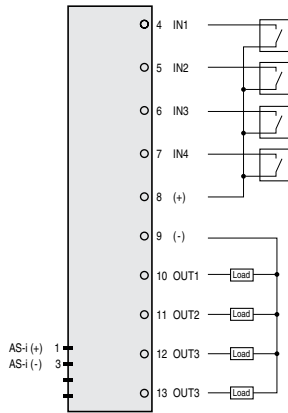 4 IN1
5 IN2
6 IN3
7 IN4
8 (+)
9 (-)
10 OUT1 Load
11 OUT2 Load
AS-i (+) 1
12 OUT3 Load
AS-i (-) 3
13 OUT3 Load